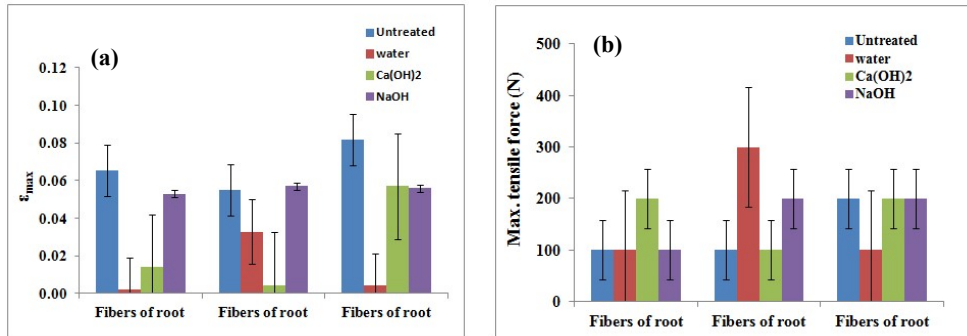 (a)
Untreated
water
Ca(OH)2
NaOH
0.12
0.10
0.08
0.06
0.04
0.02
0.00
εmax
Fibers of root Fibers of root Fibers of root
(b)
Untreated
water
Ca(OH)2
NaOH
500
400
300
200
100
0
Max. tensile force (N)
Fibers of root Fibers of root Fibers of root